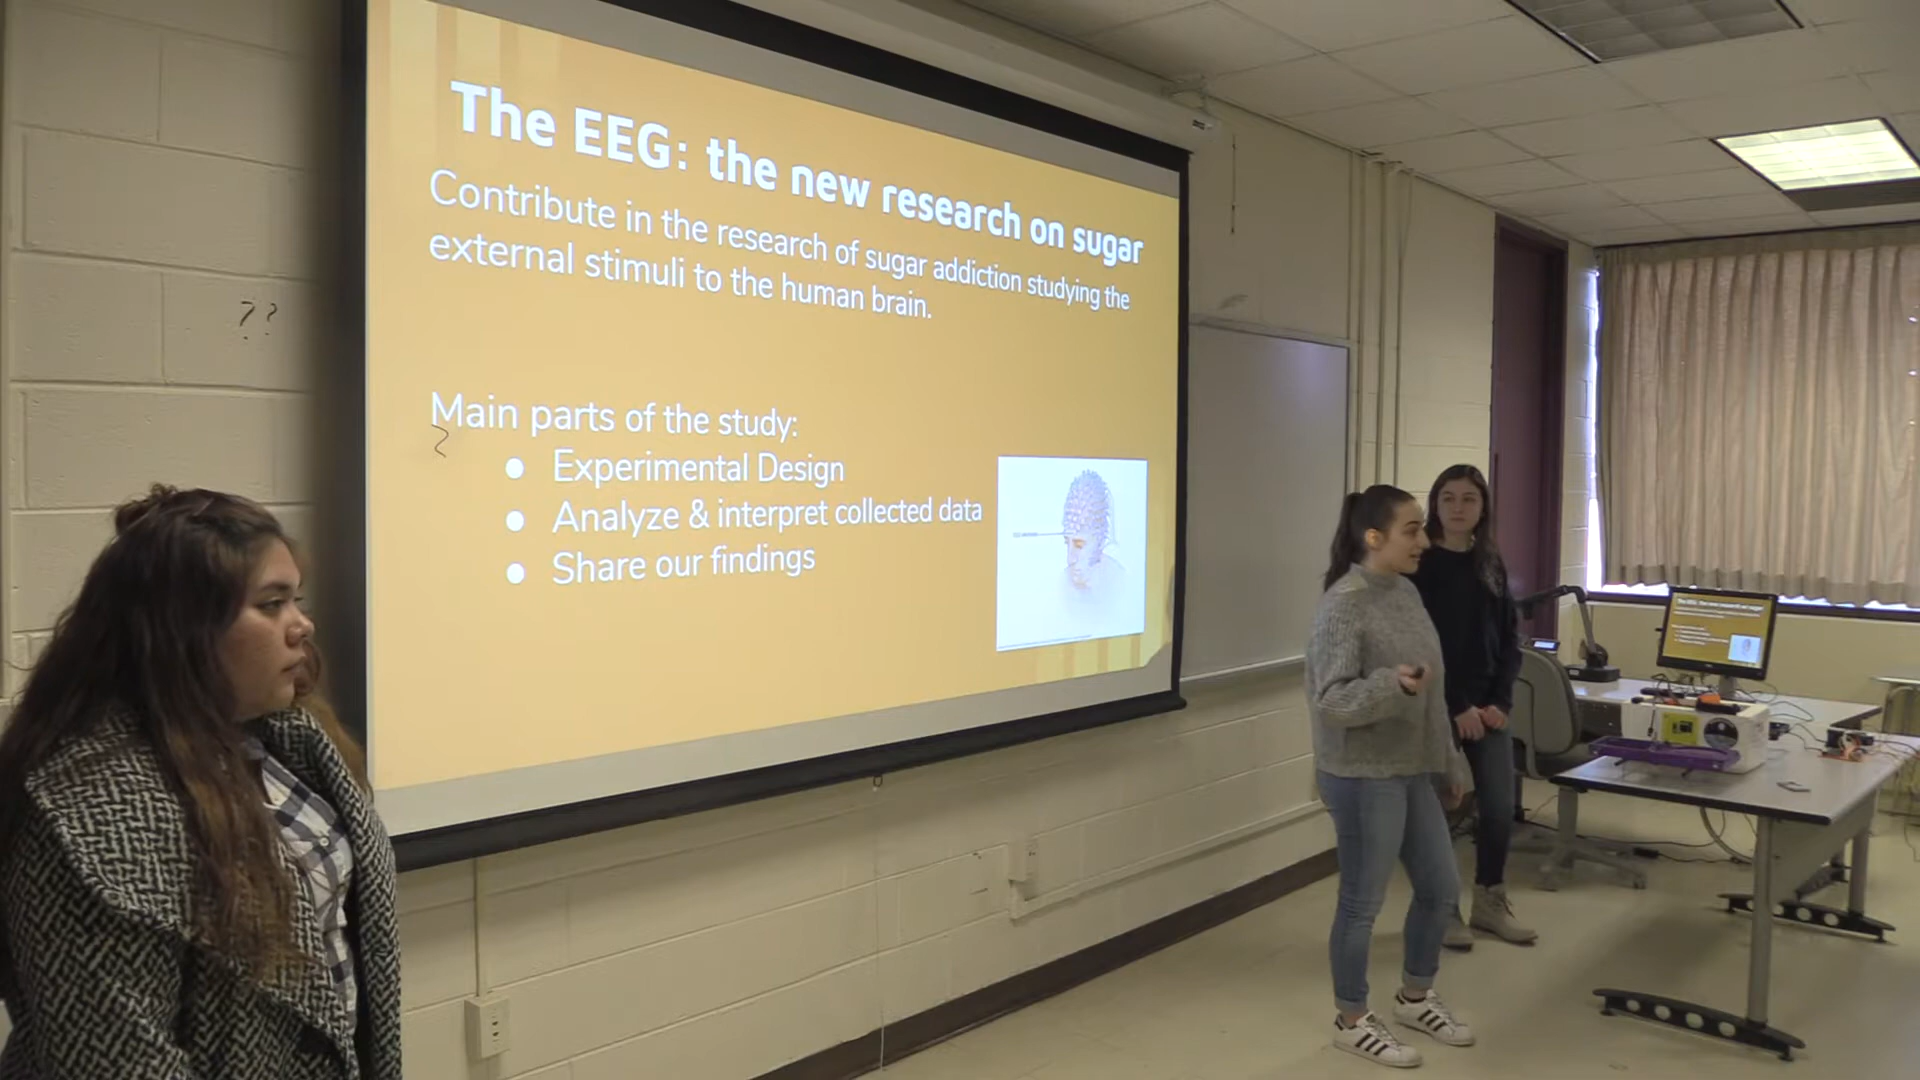 The EEG: the new research on sugar
Contribute in the research of sugar addiction studying the
external stimuli to the human brain.
Main parts of the study:
● Experimental Design
● Analyze & interpret collected data
● Share our findings
??